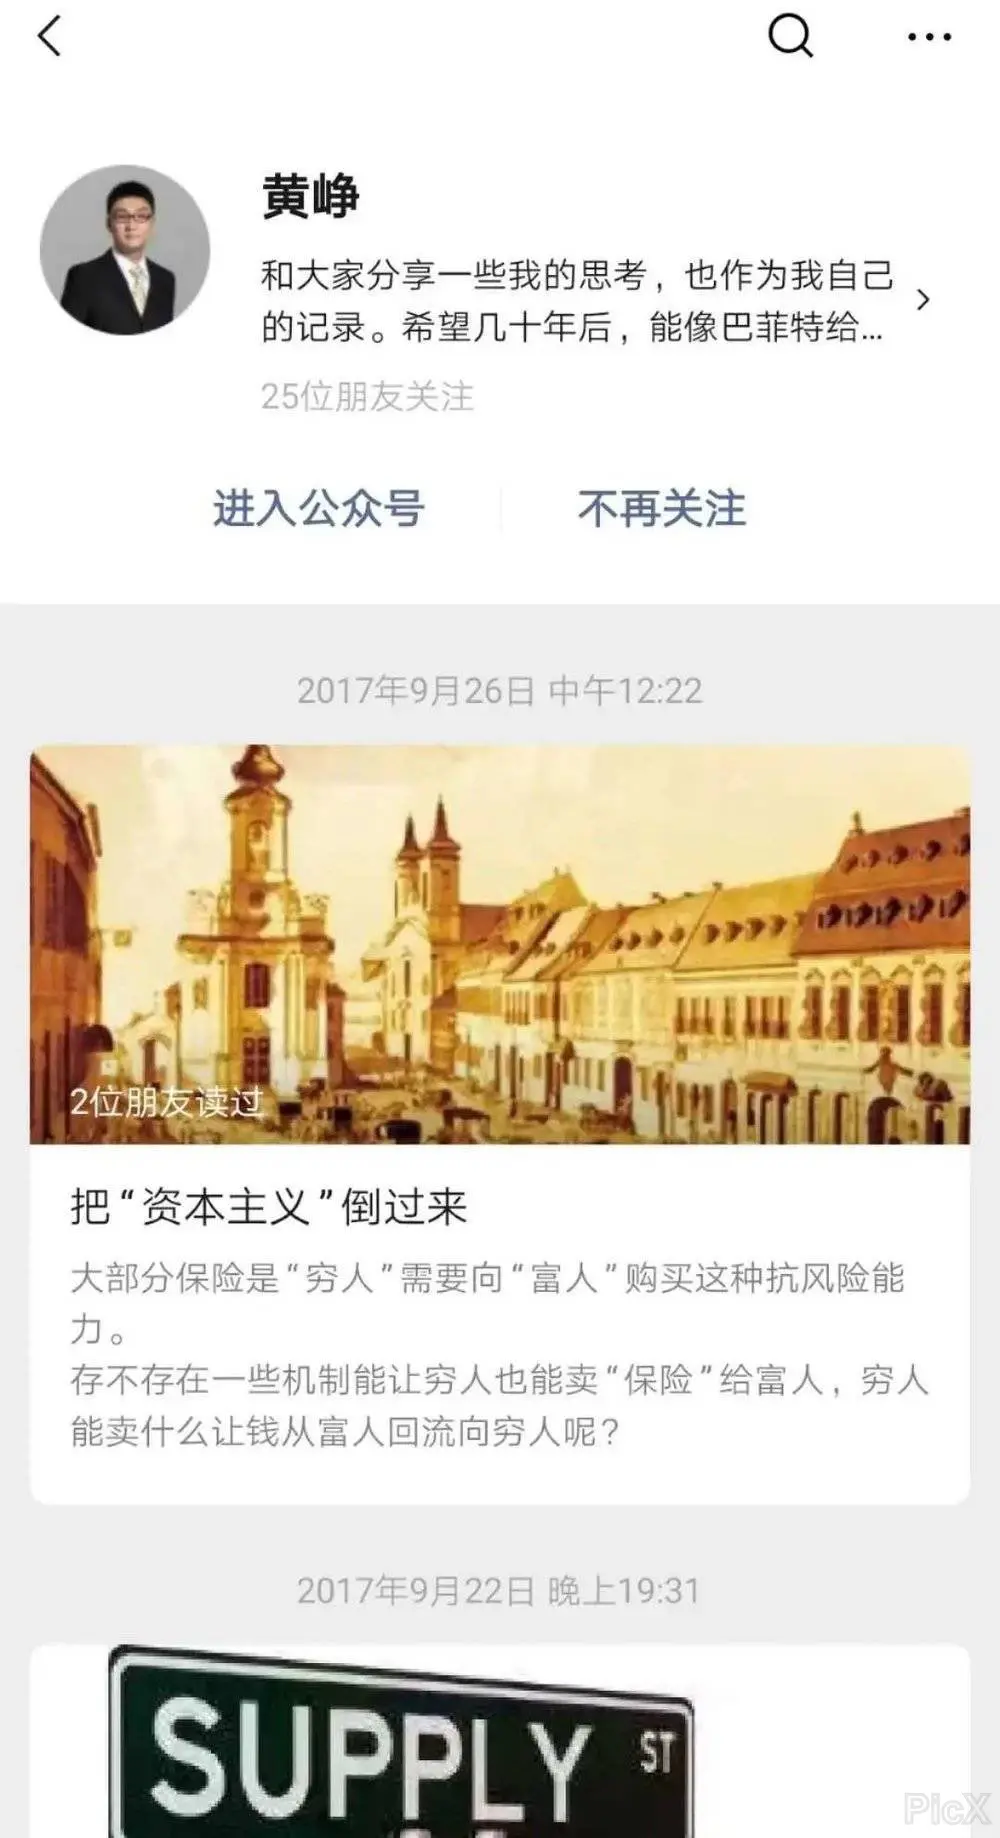 黄峥
和大家分享一些我的思考，也作为我自己
的记录。希望几十年后，能像巴菲特给...
25位朋友关注
进入公众号
不再关注
2017年9月26日 中午12:22
2位朋友读过
把“资本主义”倒过来
大部分保险是“穷人”需要向“富人”购买这种抗风险能
力。
存不存在一些机制能让穷人也能卖“保险”给富人，穷人
能卖什么让钱从富人回流向穷人呢？
2017年9月22日 晚上19:31
SUPPLY ST
PicX